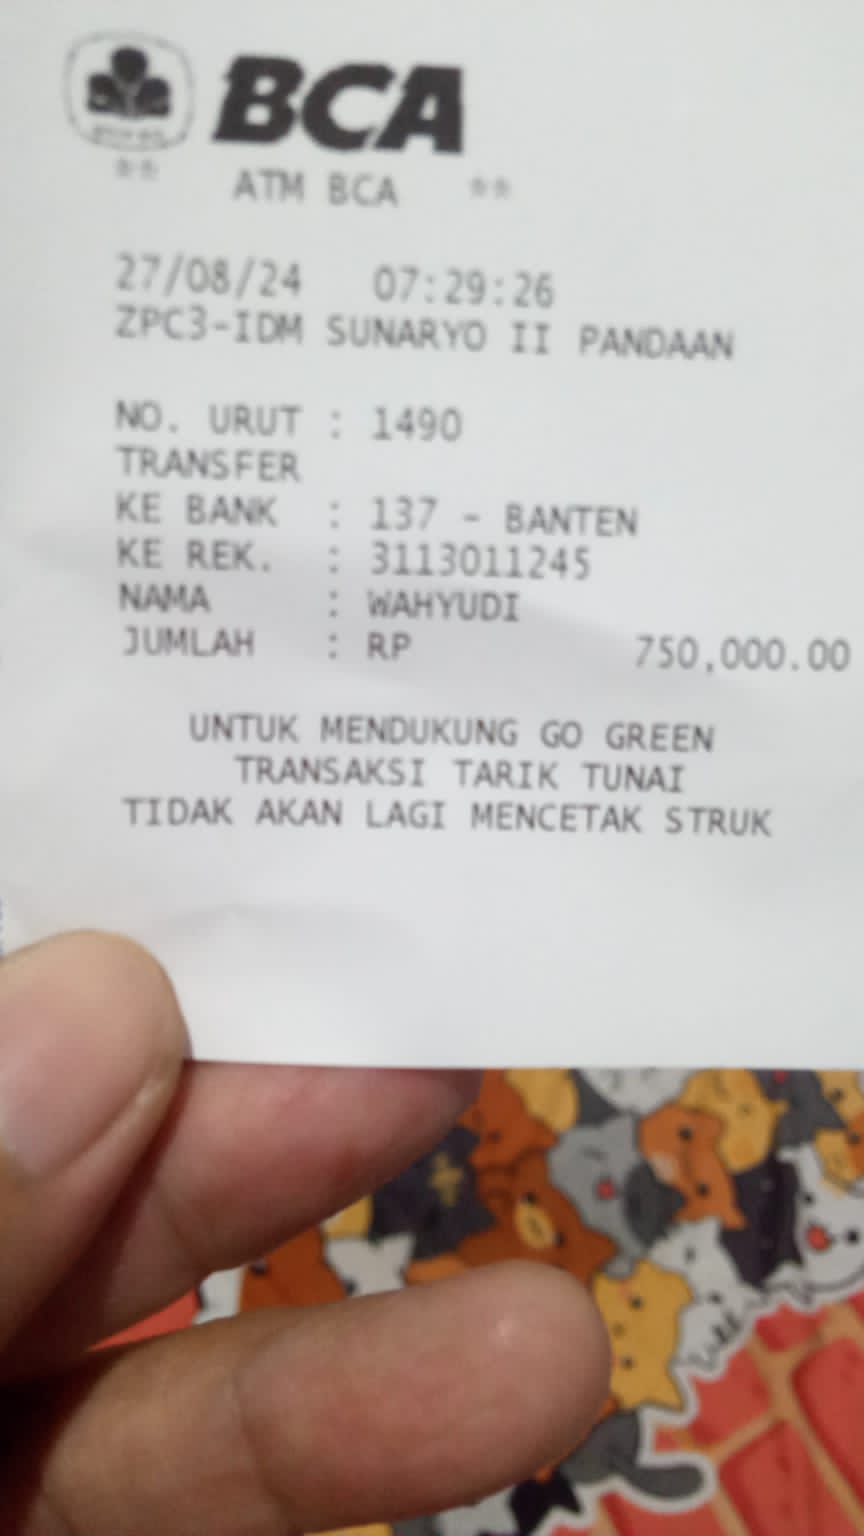 BCA
** ATM BCA **
27/08/24 07:29:26
ZPC3-IDM SUNARYO II PANDAAN
NO. URUT : 1490
TRANSFER
KE BANK : 137 - BANTEN
KE REK. : 3113011245
NAMA : WAHYUDI
JUMLAH : RP 750,000.00
UNTUK MENDUKUNG GO GREEN
TRANSAKSI TARIK TUNAI
TIDAK AKAN LAGI MENCETAK STRUK